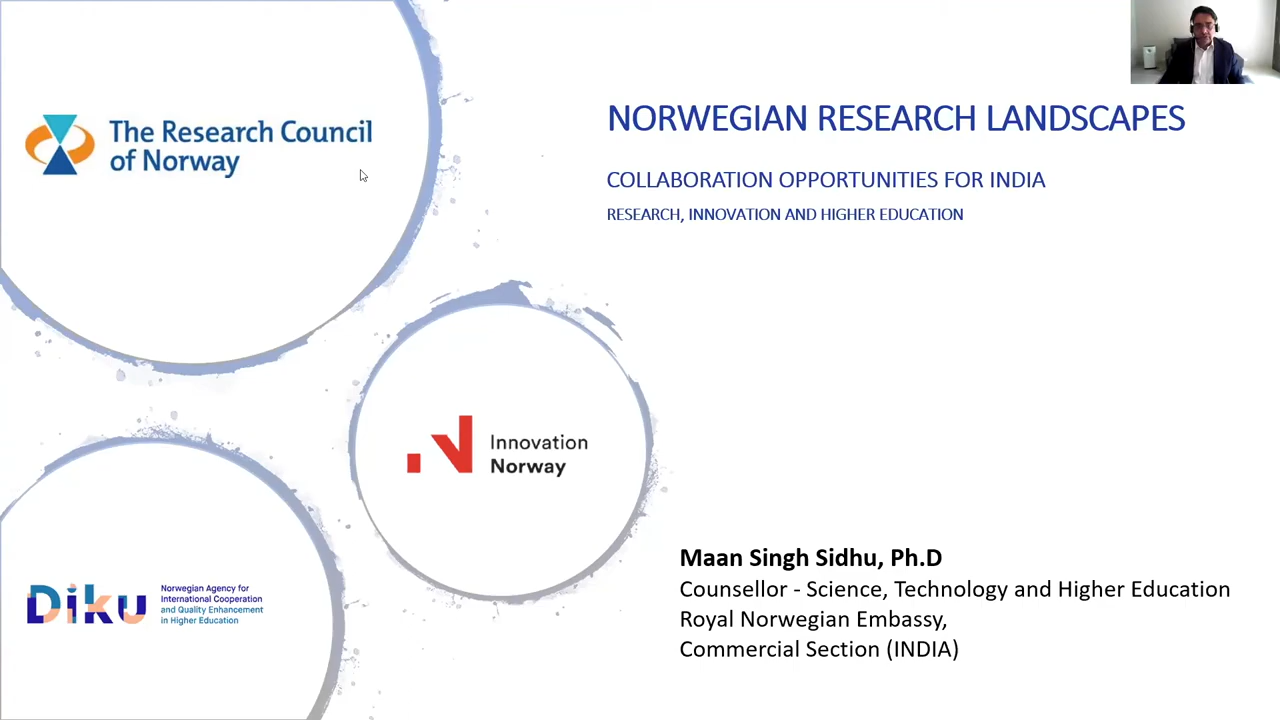 The Research Council
of Norway
NORWEGIAN RESEARCH LANDSCAPES
COLLABORATION OPPORTUNITIES FOR INDIA
RESEARCH, INNOVATION AND HIGHER EDUCATION
Innovation
Norway
Diku
Norwegian Agency for
International Cooperation
and Quality Enhancement
in Higher Education
Maan Singh Sidhu, Ph.D
Counsellor - Science, Technology and Higher Education
Royal Norwegian Embassy,
Commercial Section (INDIA)